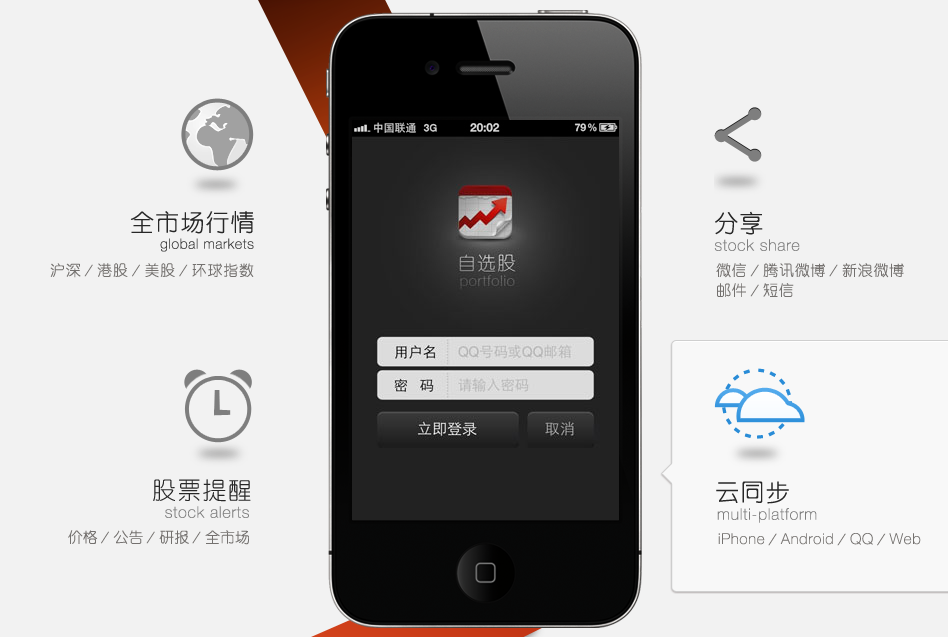 全市场行情
global markets
沪深 / 港股 / 美股 / 环球指数
股票提醒
stock alerts
价格 / 公告 / 研报 / 全市场
中国联通 3G 20:02 79%
自选股
portfolio
用户名 QQ号码或QQ邮箱
密 码 请输入密码
立即登录 取消
分享
stock share
微信 / 腾讯微博 / 新浪微博
邮件 / 短信
云同步
multi-platform
iPhone / Android / QQ / Web